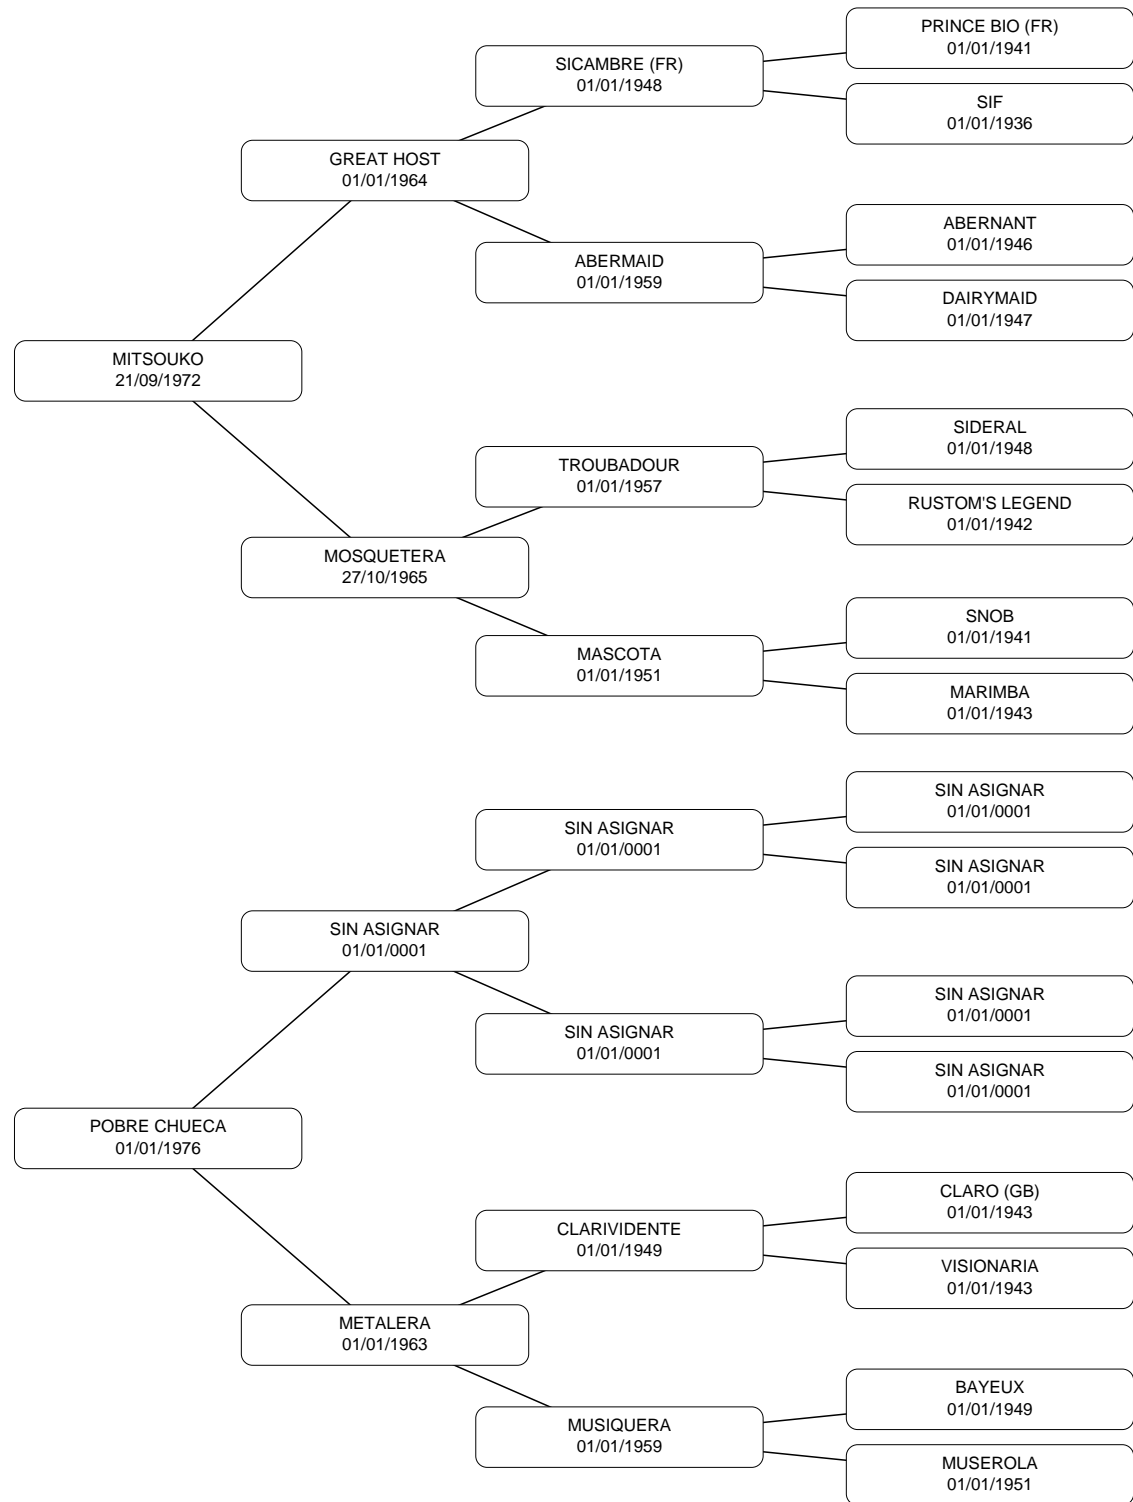 PRINCE BIO (FR)
01/01/1941
SICAMBRE (FR)
01/01/1948
SIF
01/01/1936
GREAT HOST
01/01/1964
ABERNANT
01/01/1946
ABERMAID
01/01/1959
DAIRYMAID
01/01/1947
MITSOUKO
21/09/1972
SIDERAL
01/01/1948
TROUBADOUR
01/01/1957
RUSTOM'S LEGEND
01/01/1942
MOSQUETERA
27/10/1965
SNOB
01/01/1941
MASCOTA
01/01/1951
MARIMBA
01/01/1943
SIN ASIGNAR
01/01/0001
SIN ASIGNAR
01/01/0001
SIN ASIGNAR
01/01/0001
SIN ASIGNAR
01/01/0001
SIN ASIGNAR
01/01/0001
SIN ASIGNAR
01/01/0001
SIN ASIGNAR
01/01/0001
POBRE CHUECA
01/01/1976
CLARO (GB)
01/01/1943
CLARIVIDENTE
01/01/1949
VISIONARIA
01/01/1943
METALERA
01/01/1963
BAYEUX
01/01/1949
MUSIQUERA
01/01/1959
MUSEROLA
01/01/1951